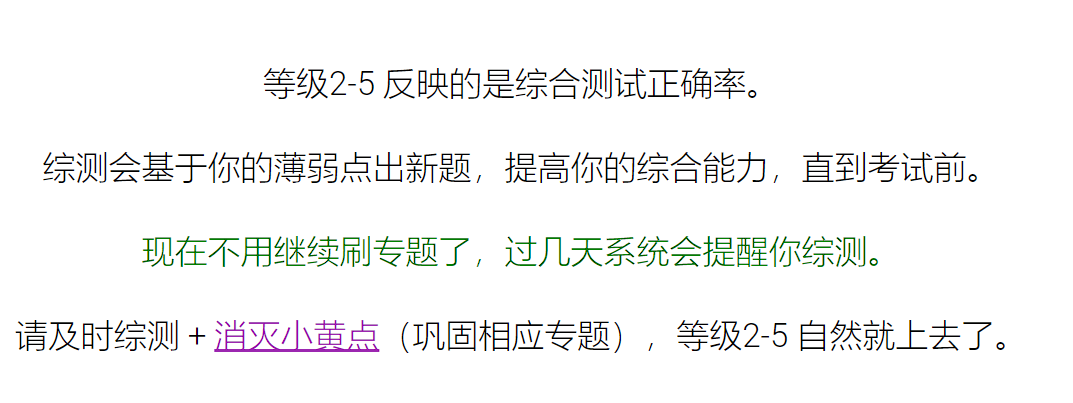 等级2-5 反映的是综合测试正确率。
综测会基于你的薄弱点出新题，提高你的综合能力，直到考试前。
现在不用继续刷专题了，过几天系统会提醒你综测。
请及时综测 + 消灭小黄点（巩固相应专题），等级2-5 自然就上去了。